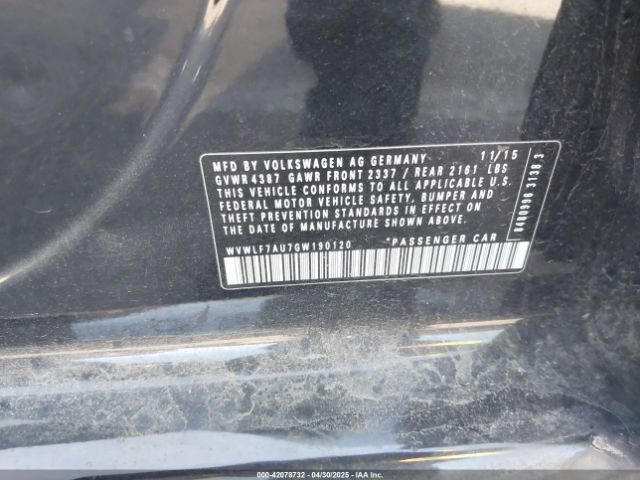 MFD BY VOLKSWAGEN AG GERMANY 11/15
GVWR 4387 GAWR FRONT 2337 / REAR 2161 LBS
THIS VEHICLE CONFORMS TO ALL APPLICABLE U.S.
FEDERAL MOTOR VEHICLE SAFETY, BUMPER AND
THEFT PREVENTION STANDARDS IN EFFECT ON
THE DATE OF MANUFACTURE SHOWN ABOVE.
WVWLF7AU7GW190120 *PASSENGER CAR
000-42078732 - 04/30/2025 - IAAI.COM